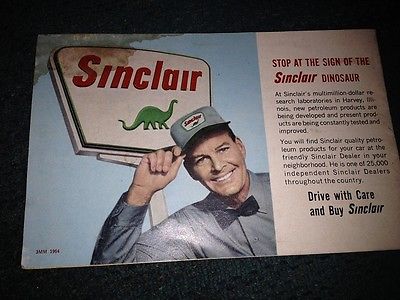 Sinclair
Sinclair
STOP AT THE SIGN OF THE
Sinclair DINOSAUR
At Sinclair's multimillion-dollar re-
search laboratories in Harvey, Illi-
nois, new petroleum products are
being developed and present prod-
ucts are being constantly tested and
improved.
You will find Sinclair quality petro-
leum products for your car at the
friendly Sinclair Dealer in your
neighborhood. He is one of 25,000
independent Sinclair Dealers
throughout the country.
Drive with Care
and Buy Sinclair
3MM 1964